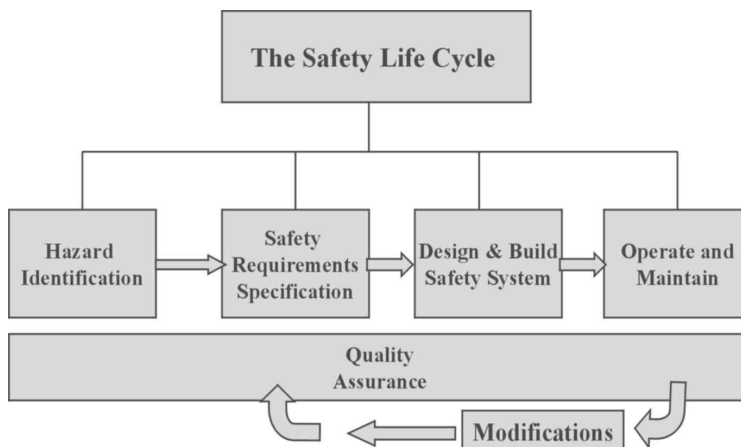 The Safety Life Cycle
Hazard
Identification
Safety
Requirements
Specification
Design & Build
Safety System
Operate and
Maintain
Quality
Assurance
Modifications